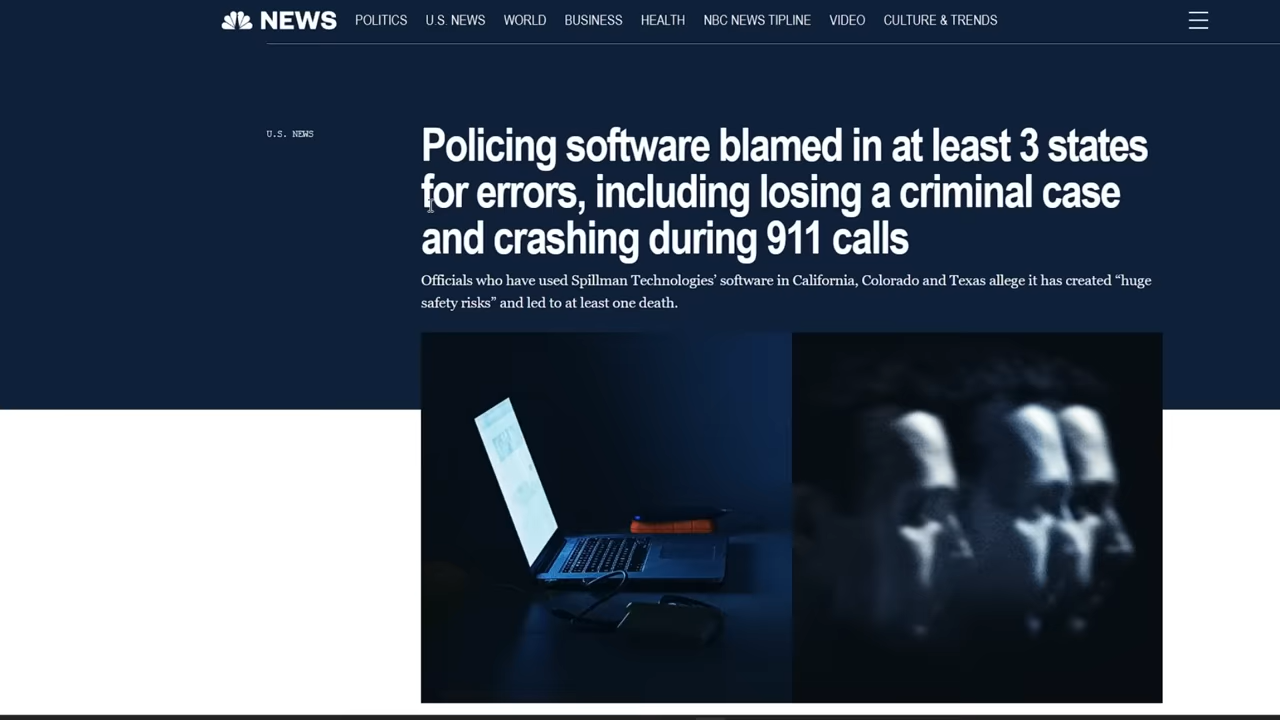 NEWS POLITICS U.S. NEWS WORLD BUSINESS HEALTH NBC NEWS TIPLINE VIDEO CULTURE & TRENDS
U.S. NEWS
Policing software blamed in at least 3 states
for errors, including losing a criminal case
and crashing during 911 calls
Officials who have used Spillman Technologies’ software in California, Colorado and Texas allege it has created “huge
safety risks” and led to at least one death.